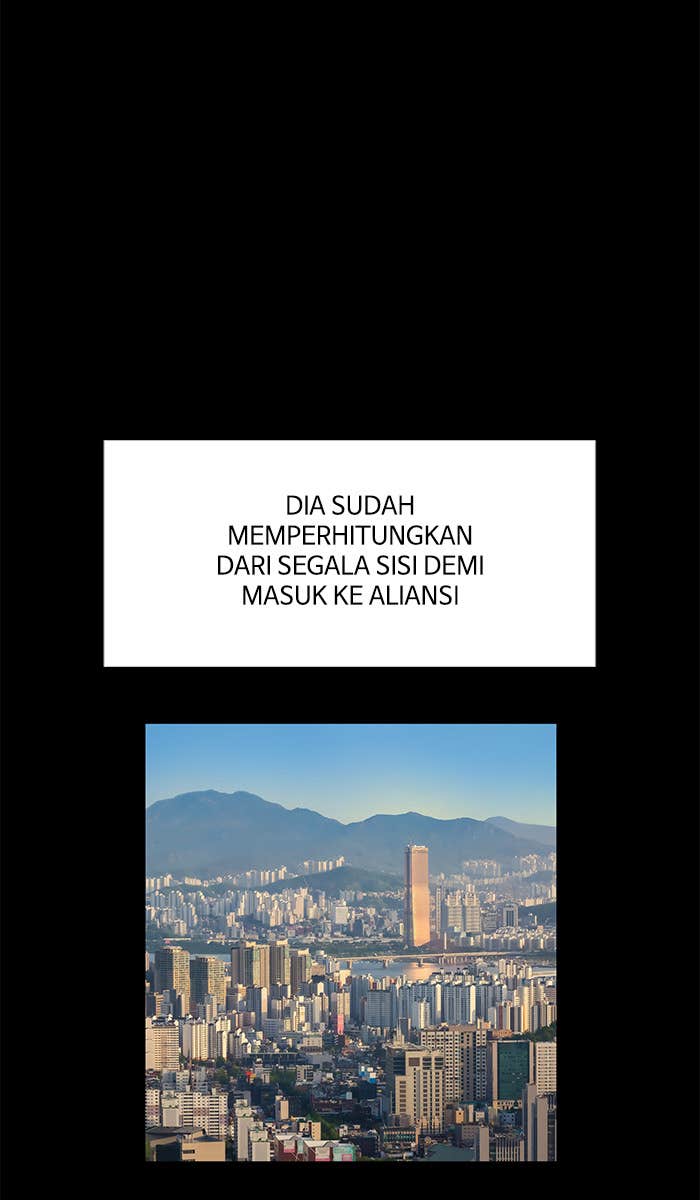 DIA SUDAH
MEMPERHITUNGKAN
DARI SEGALA SISI DEMI
MASUK KE ALIANSI